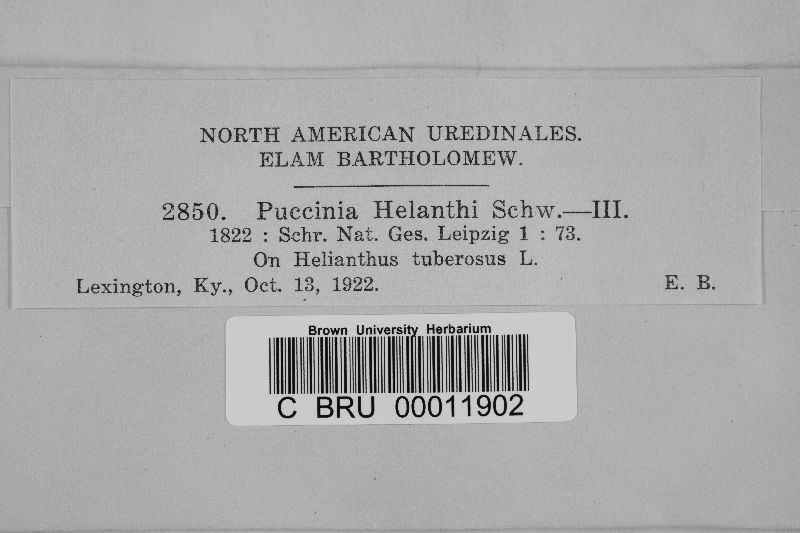 NORTH AMERICAN UREDINALES.
ELAM BARTHOLOMEW.
2850. Puccinia Helanthi Schw.—III.
1822 : Schr. Nat. Ges. Leipzig 1 : 73.
On Helianthus tuberosus L.
Lexington, Ky., Oct. 13, 1922. E. B.
Brown University Herbarium
C BRU 00011902